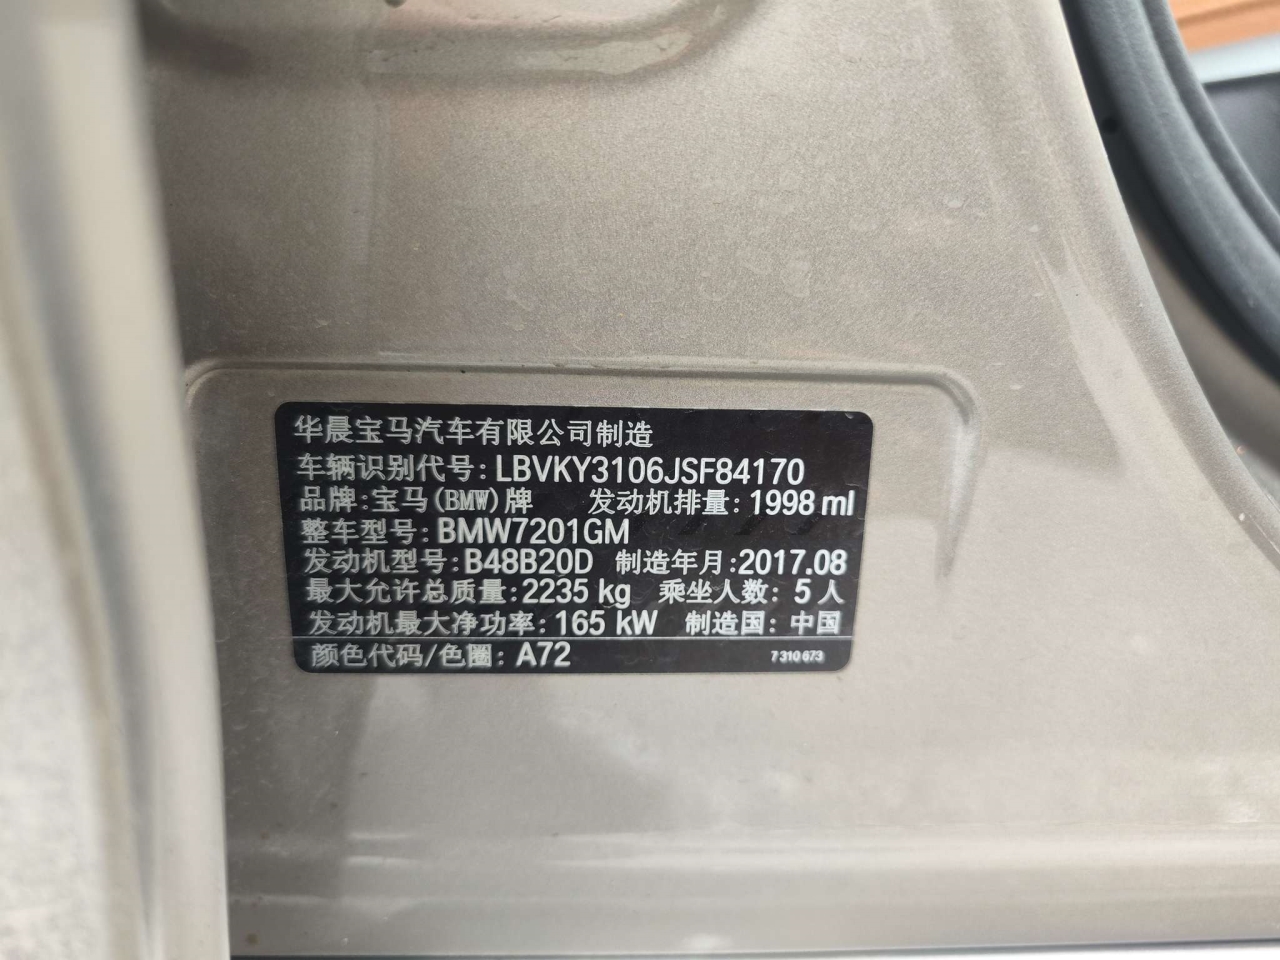 华晨宝马汽车有限公司制造
车辆识别代号: LBVKY3106JSF84170
品牌: 宝马(BMW)牌 发动机排量: 1998 ml
整车型号: BMW7201GM
发动机型号: B48B20D 制造年月:2017.08
最大允许总质量: 2235 kg 乘坐人数: 5 人
发动机最大净功率: 165 kW 制造国: 中国
颜色代码/色圈: A72 7 310 673